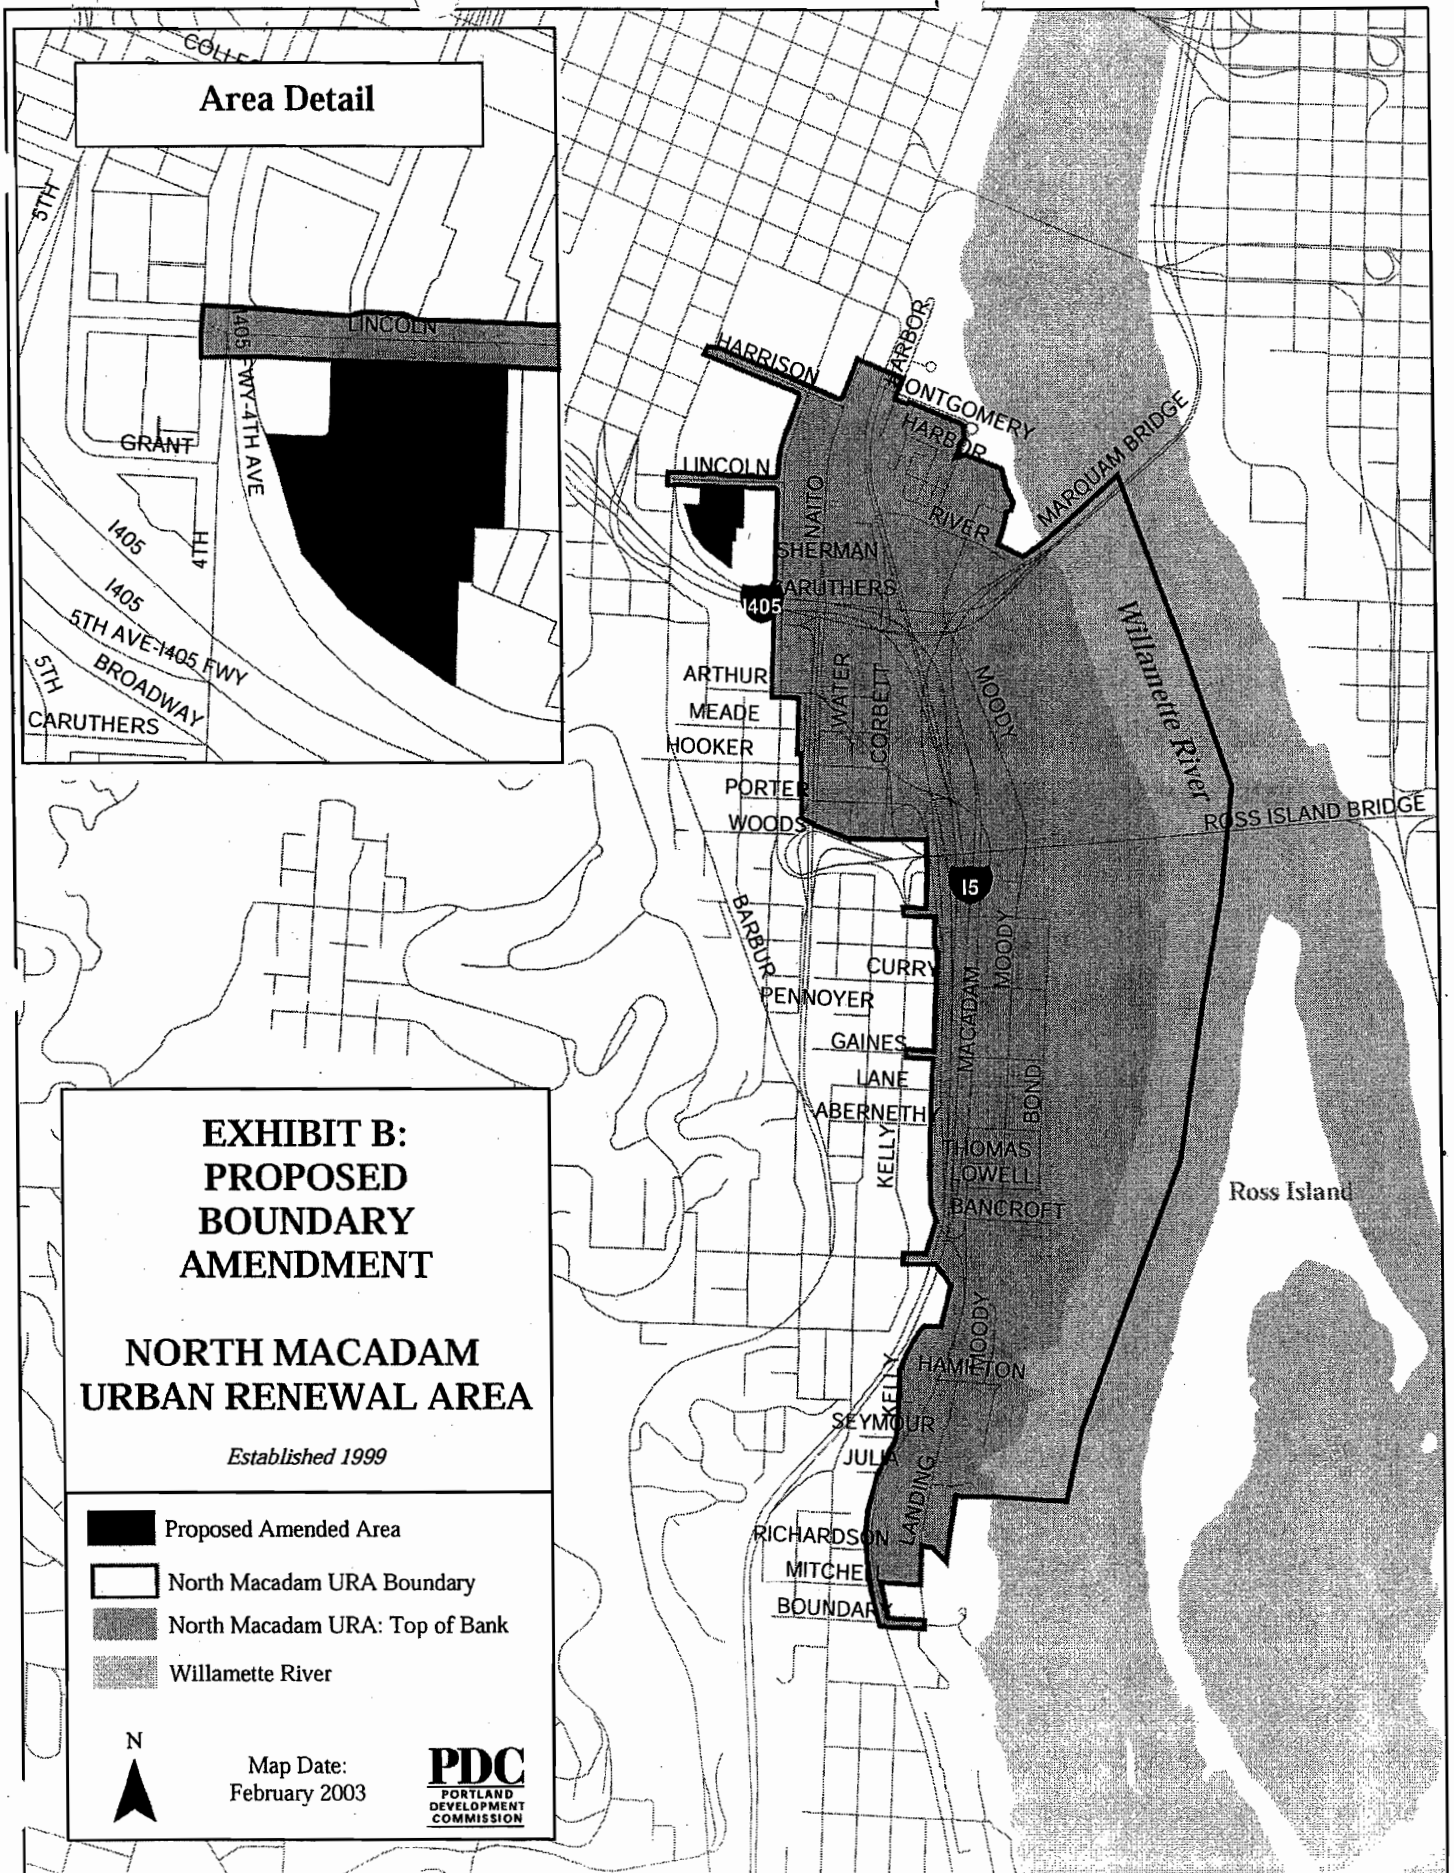 Area Detail
COLLE
5TH
LINCOLN
I405 FWY-4TH AVE
GRANT
4TH
I405
I405
5TH AVE-I405 FWY
BROADWAY
5TH
CARUTHERS
HARBOR
HARRISON
MONTGOMERY
HARBOR
LINCOLN
NAITO
RIVER
MARQUAM BRIDGE
SHERMAN
CARUTHERS
I405
Willamette River
ARTHUR
WATER
CORBETT
MOODY
MEADE
HOOKER
PORTER
WOODS
ROSS ISLAND BRIDGE
I5
BARBUR
MOODY
CURRY
MACADAM
PENNOYER
GAINES
LANE
BOND
ABERNETHY
KELLY
THOMAS
LOWELL
BANCROFT
Ross Island
MOODY
HAMILTON
KELLY
SEYMOUR
JULIA
LANDING
RICHARDSON
MITCHEL
BOUNDARY
EXHIBIT B:
PROPOSED
BOUNDARY
AMENDMENT
NORTH MACADAM
URBAN RENEWAL AREA
Established 1999
Proposed Amended Area
North Macadam URA Boundary
North Macadam URA: Top of Bank
Willamette River
N
Map Date:
February 2003
PDC
PORTLAND
DEVELOPMENT
COMMISSION